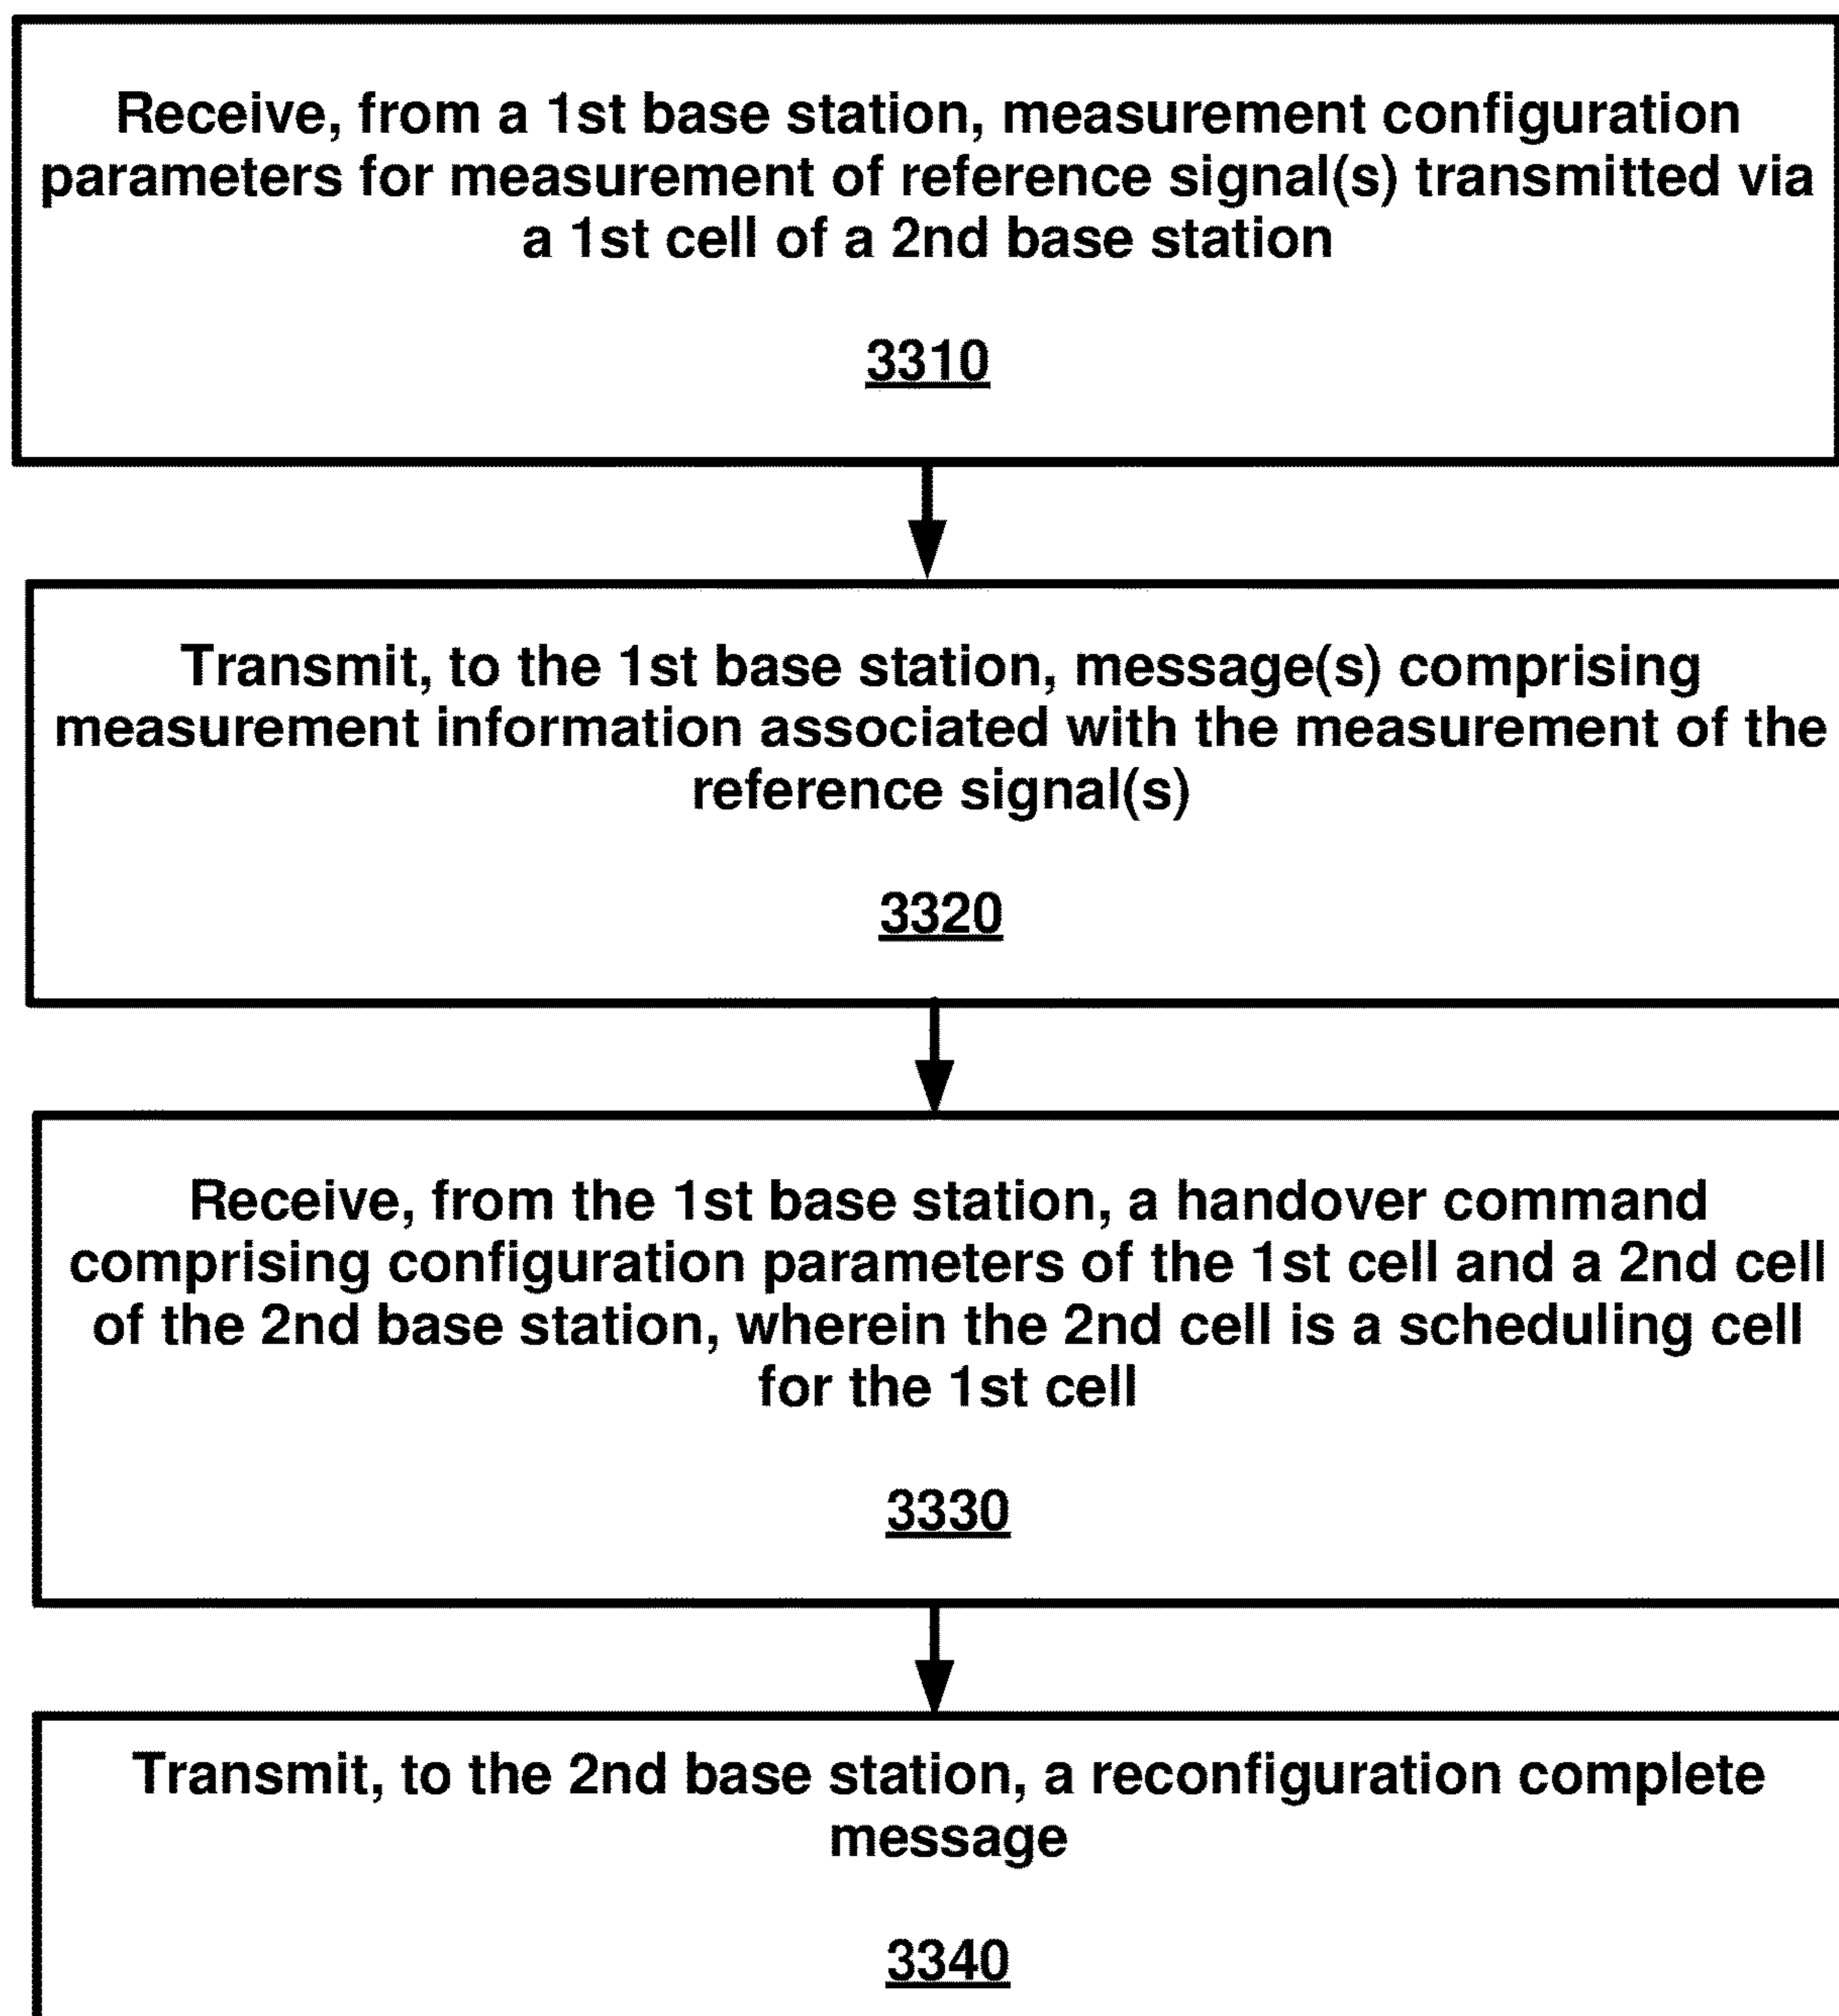 Receive, from a 1st base station, measurement configuration
parameters for measurement of reference signal(s) transmitted via
a 1st cell of a 2nd base station
3310
Transmit, to the 1st base station, message(s) comprising
measurement information associated with the measurement of the
reference signal(s)
3320
Receive, from the 1st base station, a handover command
comprising configuration parameters of the 1st cell and a 2nd cell
of the 2nd base station, wherein the 2nd cell is a scheduling cell
for the 1st cell
3330
Transmit, to the 2nd base station, a reconfiguration complete
message
3340